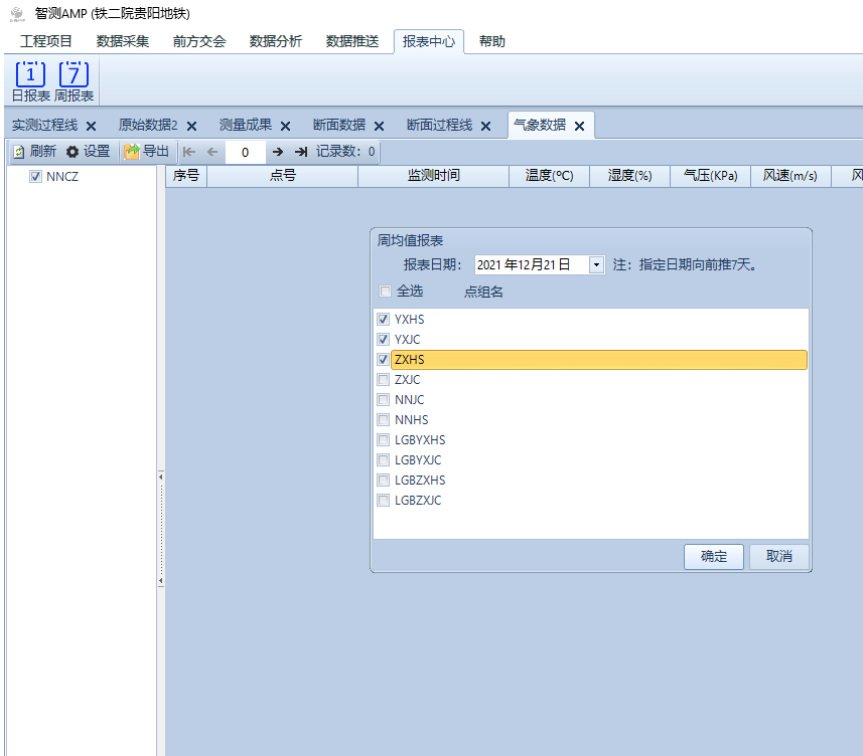 智测AMP (铁二院贵阳地铁)
工程项目 数据采集 前方交会 数据分析 数据推送 报表中心 帮助
1 7
日报表 周报表
实测过程线 原始数据2 测量成果 断面数据 断面过程线 气象数据
刷新 设置 导出 0 记录数: 0
NNCZ 序号 点号 监测时间 温度(℃) 湿度(%) 气压(KPa) 风速(m/s) 风
周均值报表
报表日期: 2021年12月21日 注: 指定日期向前推7天。
全选 点组名
YXHS
YXJC
ZXHS
ZXJC
NNJC
NNHS
LGBYXHS
LGBYXJC
LGBZXHS
LGBZXJC
确定 取消